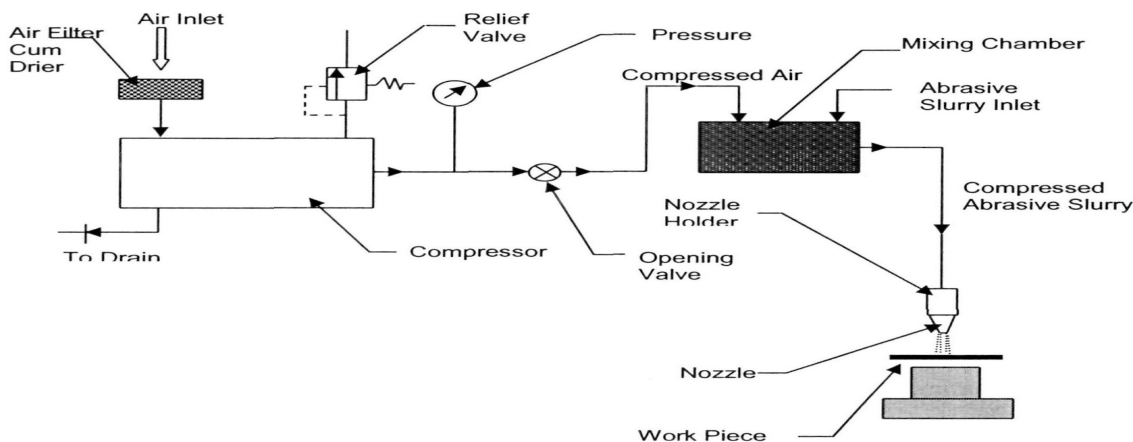 Air Inlet
Air Filter
Cum
Drier
Relief
Valve
Pressure
Mixing Chamber
Compressed Air
Abrasive
Slurry Inlet
Compressed
Abrasive Slurry
Nozzle
Holder
Compressor
Opening
Valve
To Drain
Nozzle
Work Piece